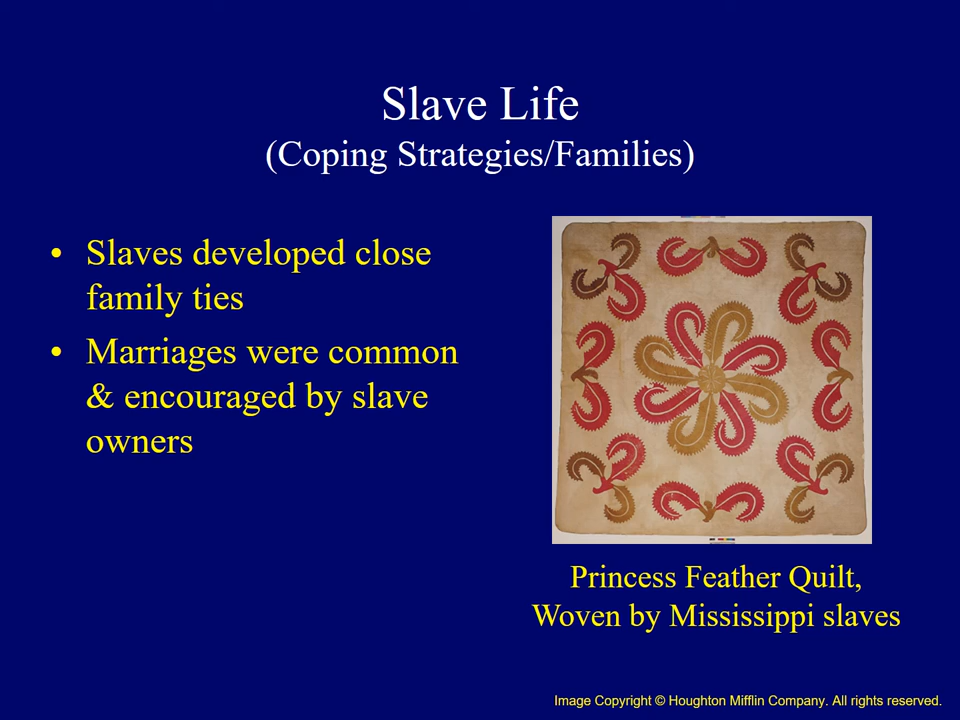 Slave Life
(Coping Strategies/Families)
• Slaves developed close
family ties
• Marriages were common
& encouraged by slave
owners
Princess Feather Quilt,
Woven by Mississippi slaves
Image Copyright © Houghton Mifflin Company. All rights reserved.